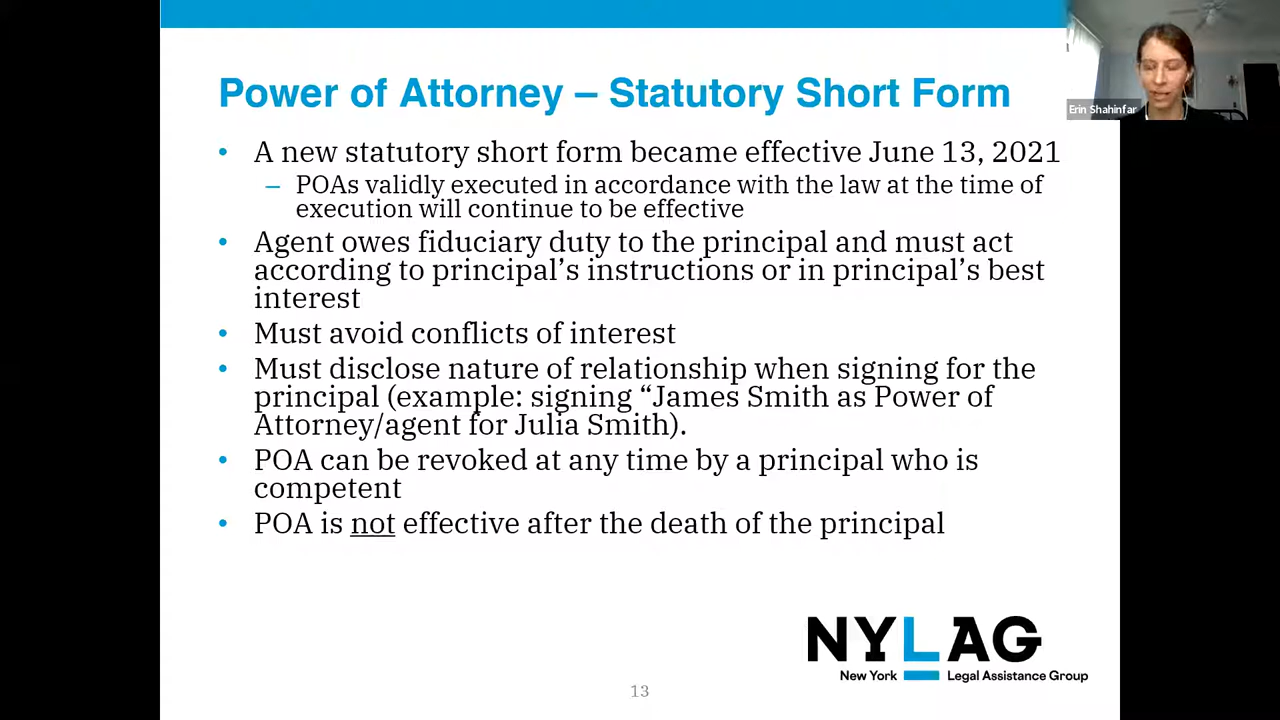 Power of Attorney – Statutory Short Form
• A new statutory short form became effective June 13, 2021
– POAs validly executed in accordance with the law at the time of
execution will continue to be effective
• Agent owes fiduciary duty to the principal and must act
according to principal’s instructions or in principal’s best
interest
• Must avoid conflicts of interest
• Must disclose nature of relationship when signing for the
principal (example: signing “James Smith as Power of
Attorney/agent for Julia Smith).
• POA can be revoked at any time by a principal who is
competent
• POA is not effective after the death of the principal
NYLAG
New York Legal Assistance Group
13
Erin Shahinfar